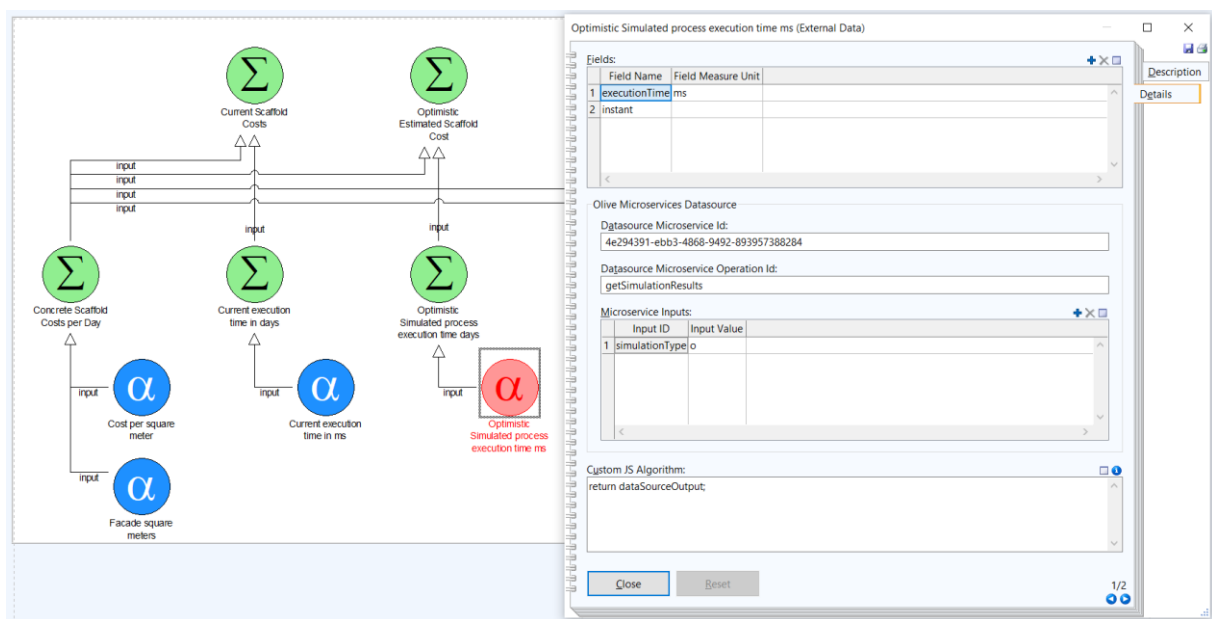 Σ
Current Scaffold
Costs
Σ
Optimistic
Estimated Scaffold
Cost
input
input
input
input
input
input
Σ
Concrete Scaffold
Costs per Day
Σ
Current execution
time in days
Σ
Optimistic
Simulated process
execution time days
input
α
Cost per square
meter
input
α
Current execution
time in ms
input
α
Optimistic
Simulated process
execution time ms
input
α
Facade square
meters
Optimistic Simulated process execution time ms (External Data)
Description
Details
Fields:
Field Name Field Measure Unit
1 executionTime ms
2 instant
Olive Microservices Datasource
Datasource Microservice Id:
4e294391-ebb3-4868-9492-893957388284
Datasource Microservice Operation Id:
getSimulationResults
Microservice Inputs:
Input ID Input Value
1 simulationType o
Custom JS Algorithm:
return dataSourceOutput;
Close Reset
1/2